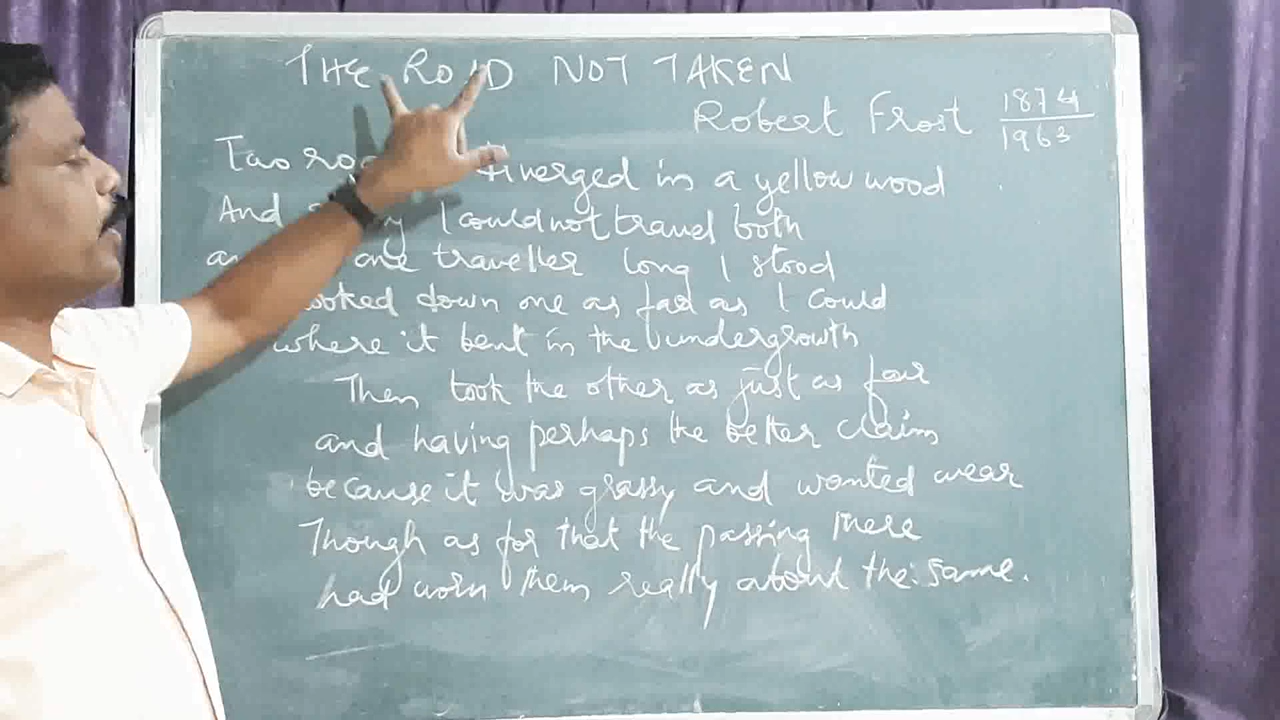 THE ROAD NOT TAKEN
Robert Frost 1874
1963
Two diverged in a yellow wood
And I could not travel both
one traveller long I stood
looked down one as far as I could
where it bent in the undergrowth
Then took the other as just as fair
and having perhaps the better claim
because it was grassy and wanted wear
Though as for that the passing there
had worn them really about the same.